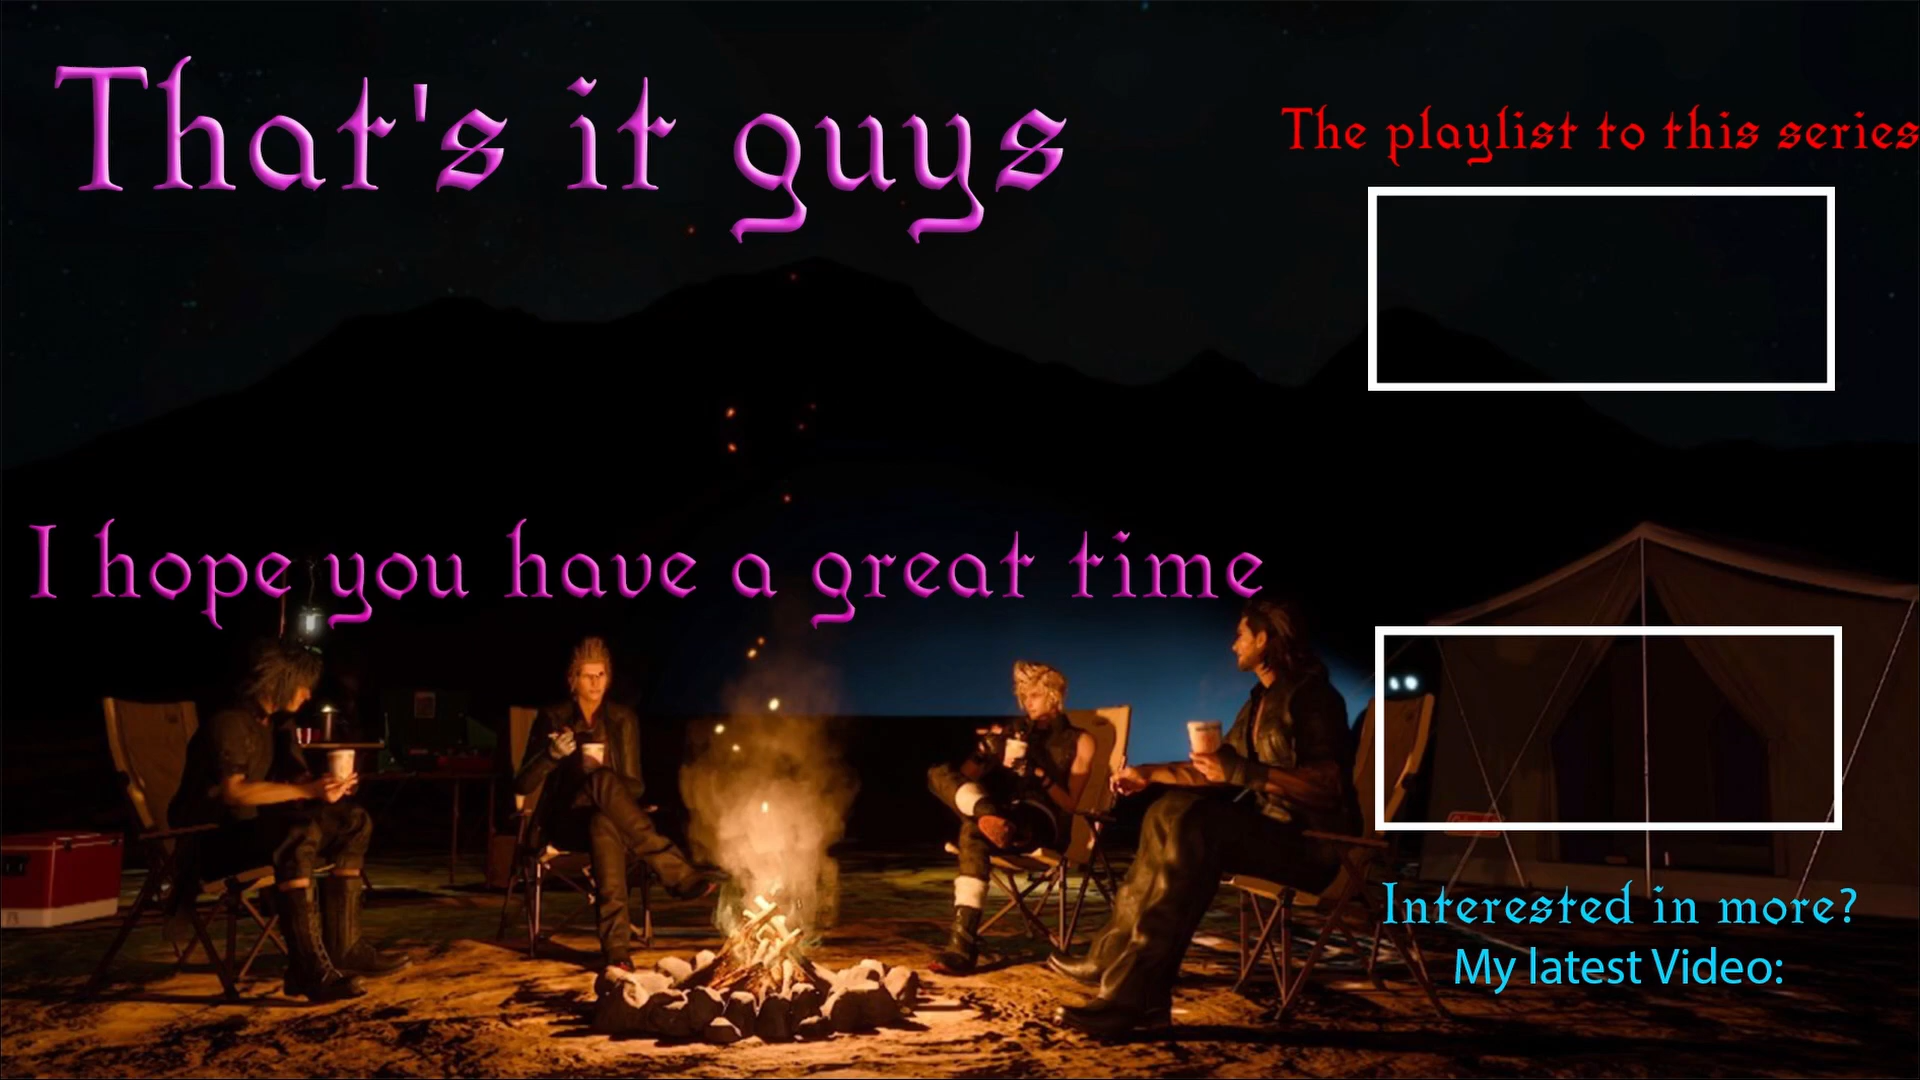 That's it guys
The playlist to this series
I hope you have a great time
Interested in more?
My latest Video: